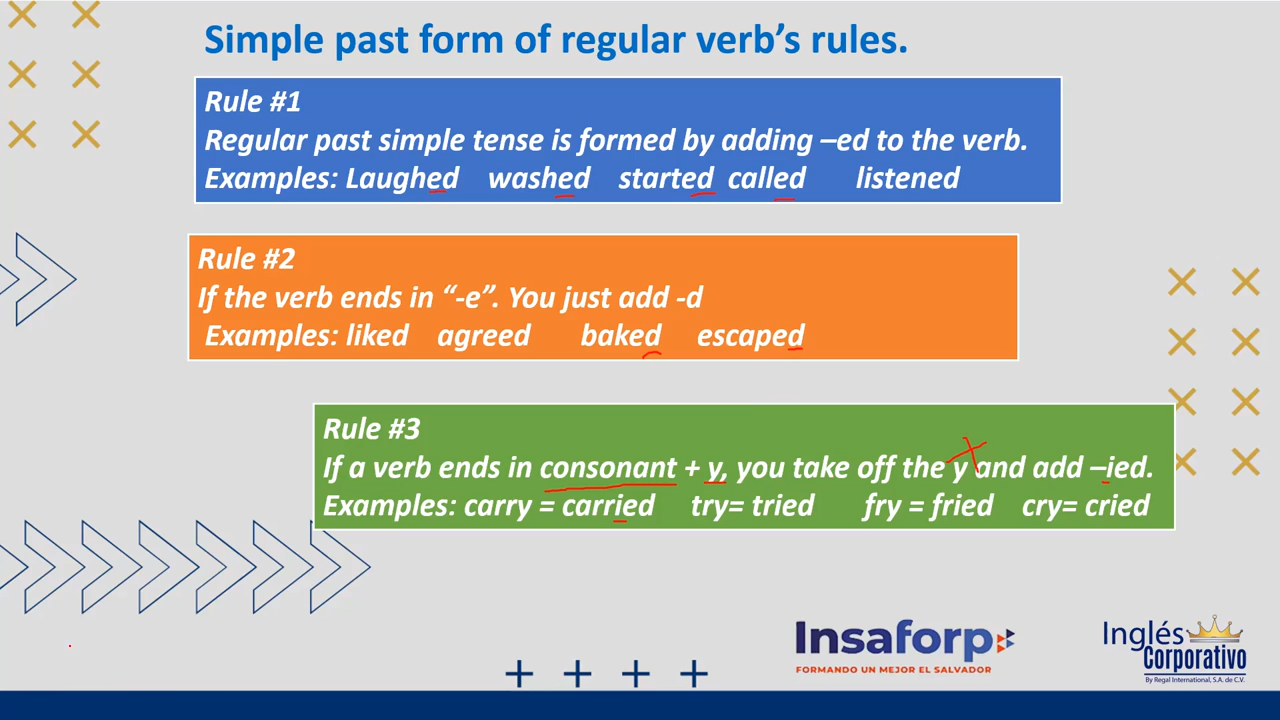 Simple past form of regular verb’s rules.
Rule #1
Regular past simple tense is formed by adding –ed to the verb.
Examples: Laughed washed started called listened
Rule #2
If the verb ends in “-e”. You just add -d
Examples: liked agreed baked escaped
Rule #3
If a verb ends in consonant + y, you take off the y and add –ied.
Examples: carry = carried try= tried fry = fried cry= cried
Insaforp
FORMANDO UN MEJOR EL SALVADOR
Inglés
Corporativo
By Regal International, S.A. de C.V.